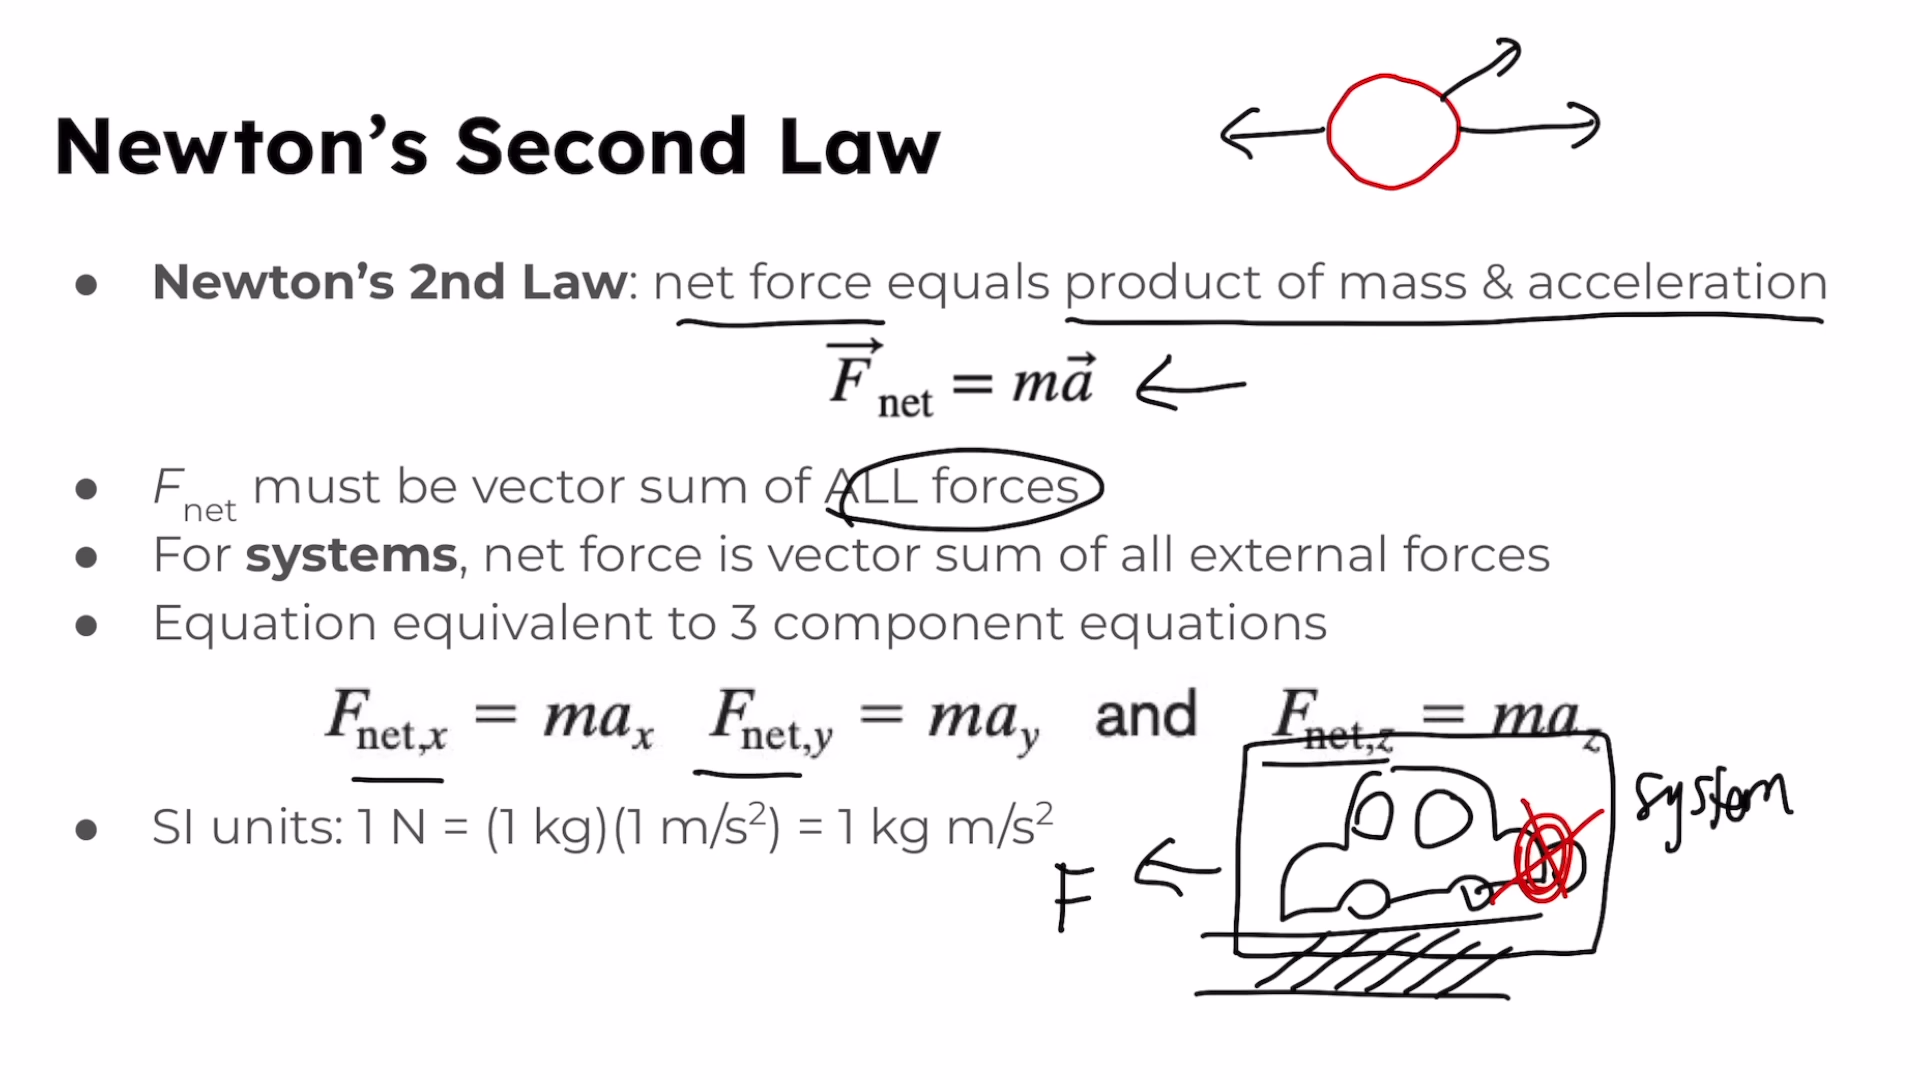 Newton’s Second Law
● Newton’s 2nd Law: net force equals product of mass & acceleration
F⃗net = ma⃗
● Fnet must be vector sum of ALL forces
● For systems, net force is vector sum of all external forces
● Equation equivalent to 3 component equations
Fnet,x = max Fnet,y = may and Fnet,z = maz
system
● SI units: 1 N = (1 kg)(1 m/s²) = 1 kg m/s²
F